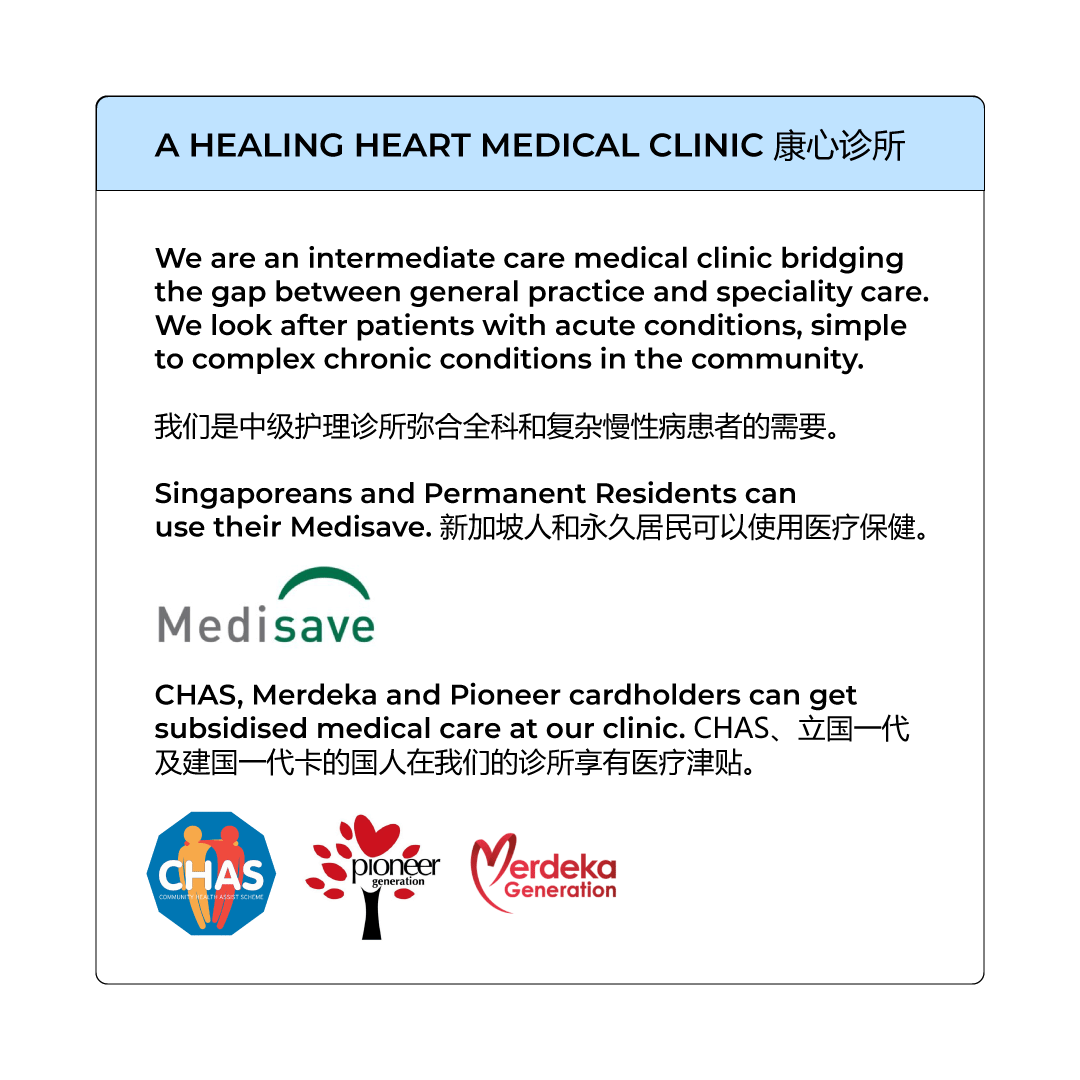 A HEALING HEART MEDICAL CLINIC 康心诊所
We are an intermediate care medical clinic bridging
the gap between general practice and speciality care.
We look after patients with acute conditions, simple
to complex chronic conditions in the community.
我们是中级护理诊所弥合全科和复杂慢性病患者的需要。
Singaporeans and Permanent Residents can
use their Medisave. 新加坡人和永久居民可以使用医疗保健。
Medisave
CHAS, Merdeka and Pioneer cardholders can get
subsidised medical care at our clinic. CHAS、立国一代
及建国一代卡的国人在我们的诊所享有医疗津贴。
CHAS
COMMUNITY HEALTH ASSIST SCHEME
pioneer
generation
Merdeka
Generation